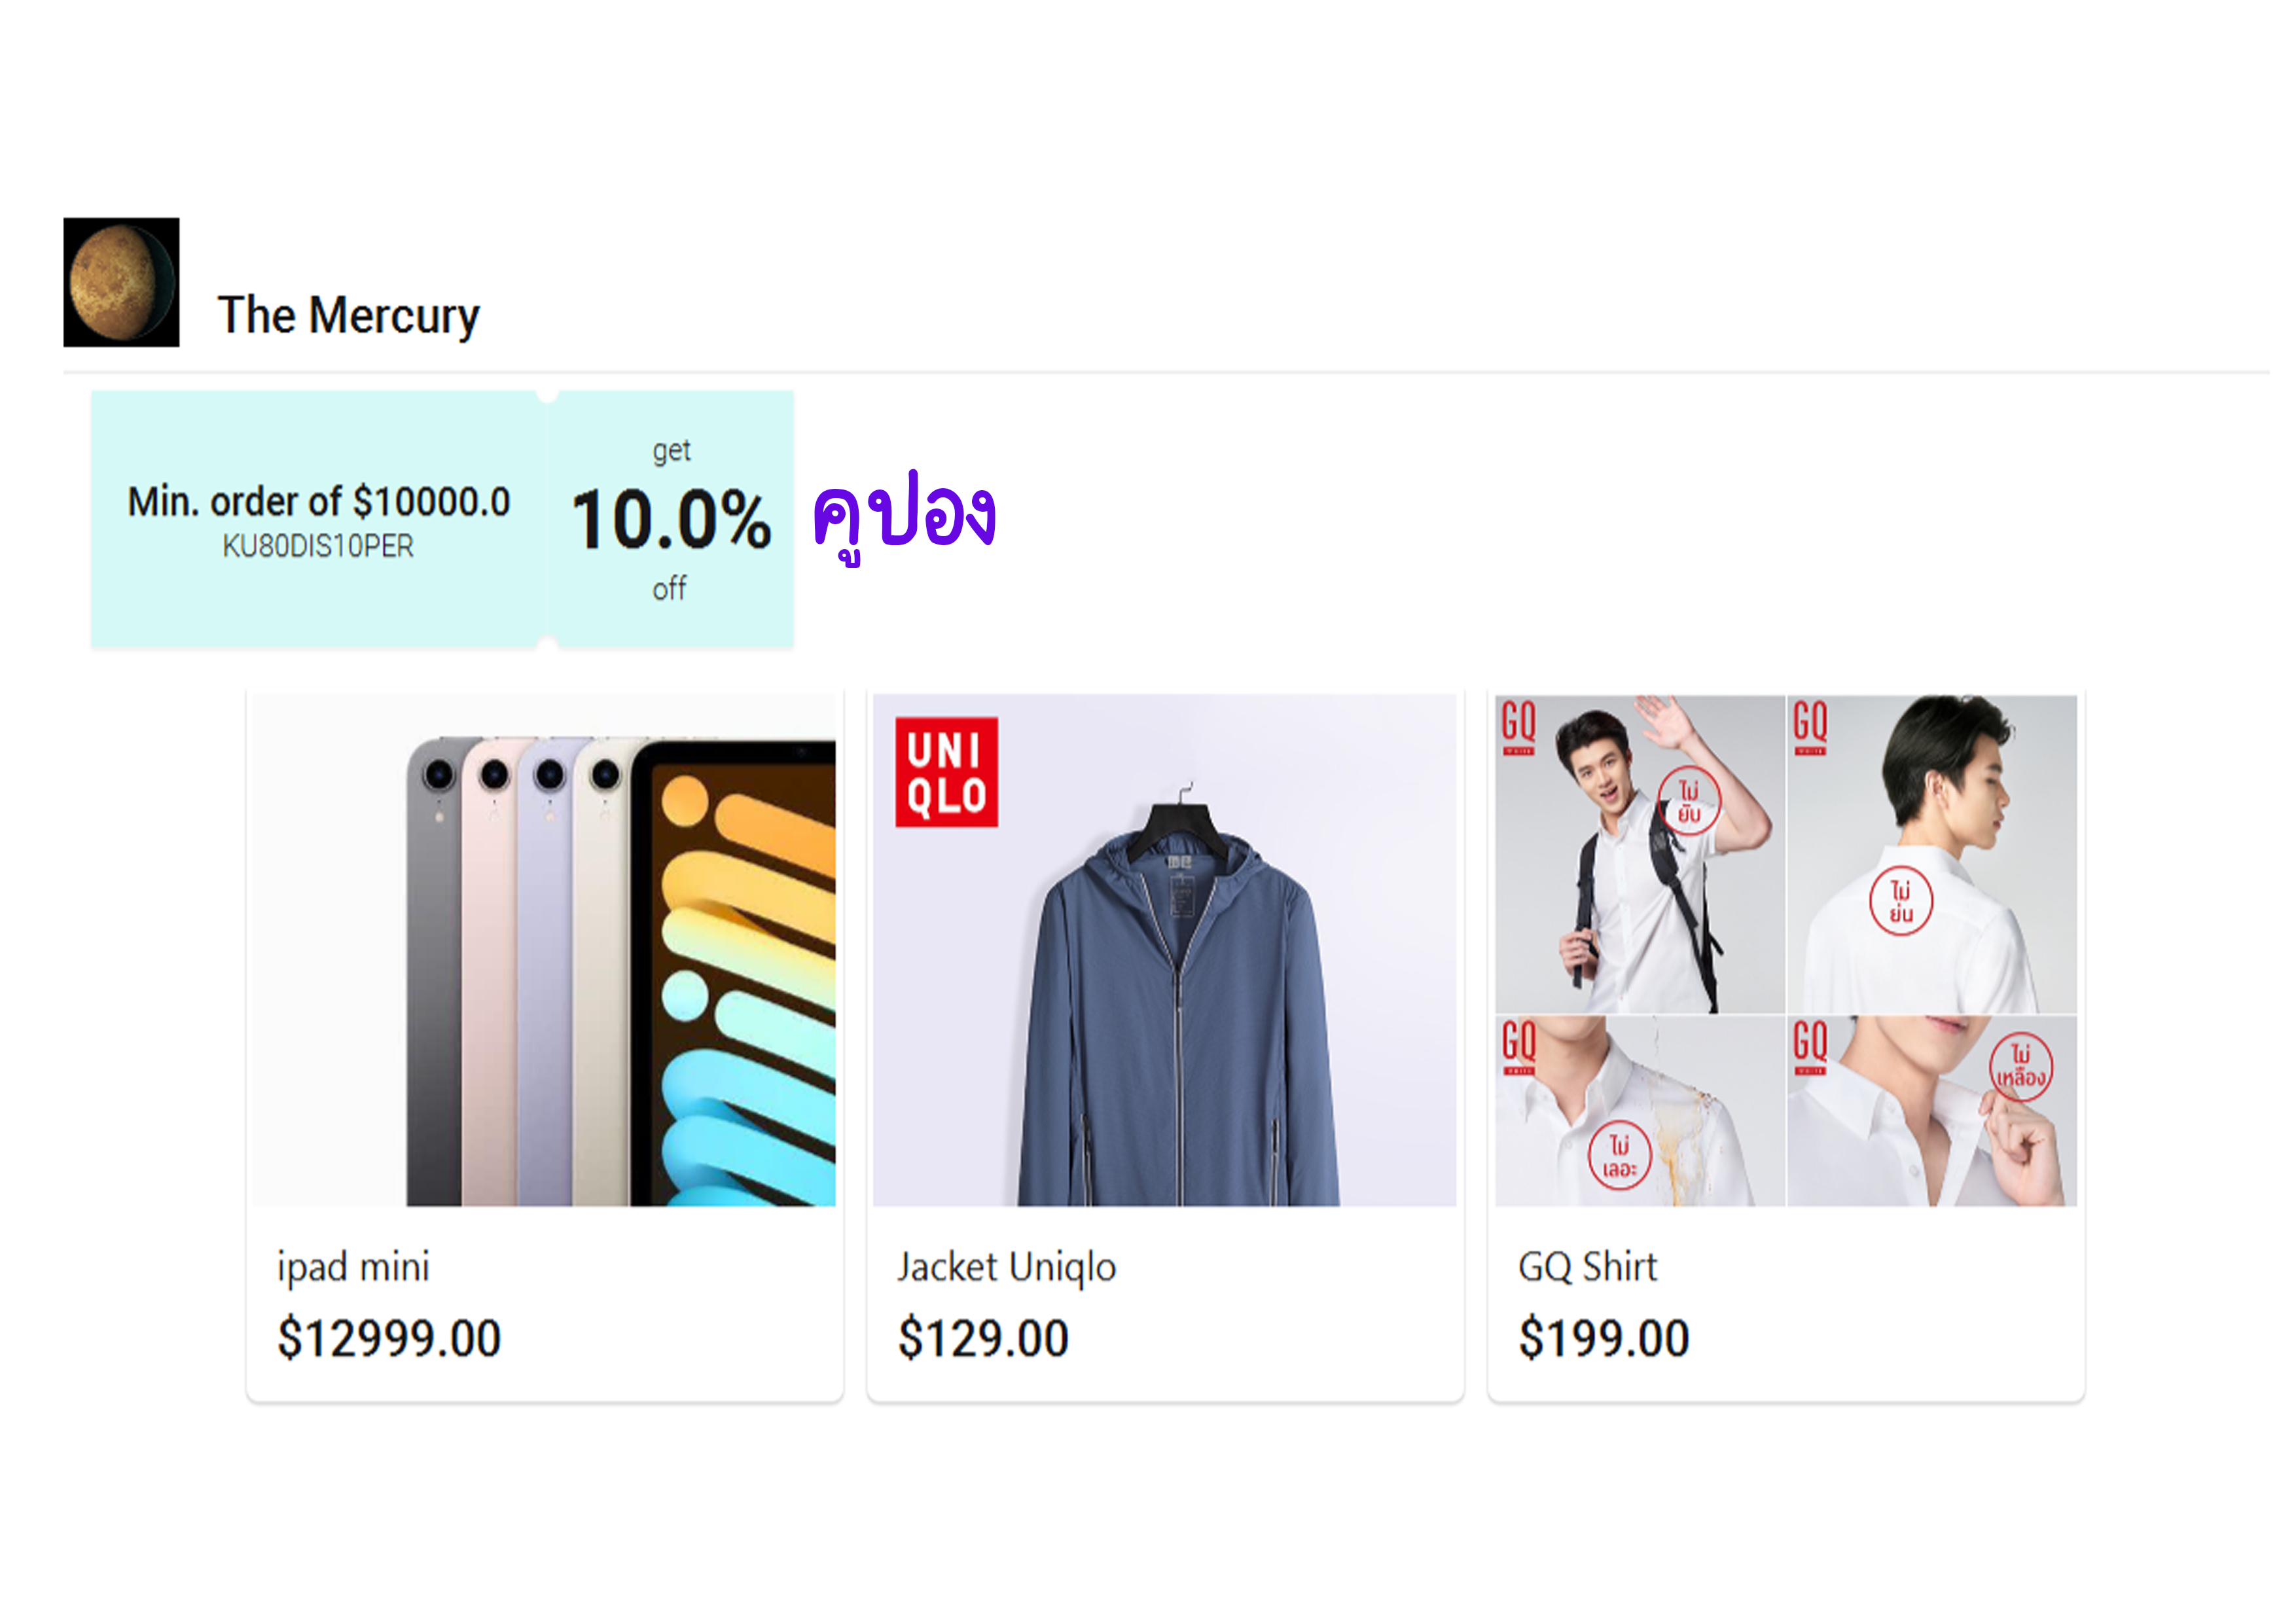 The Mercury
Min. order of $10000.0
KU80DIS10PER
get
10.0%
off
คูปอง
UNI
QLO
GQ
ไม่
ยับ
GQ
ไม่
ย่น
GQ
ไม่
เลอะ
GQ
ไม่
เหลือง
ipad mini
$12999.00
Jacket Uniqlo
$129.00
GQ Shirt
$199.00